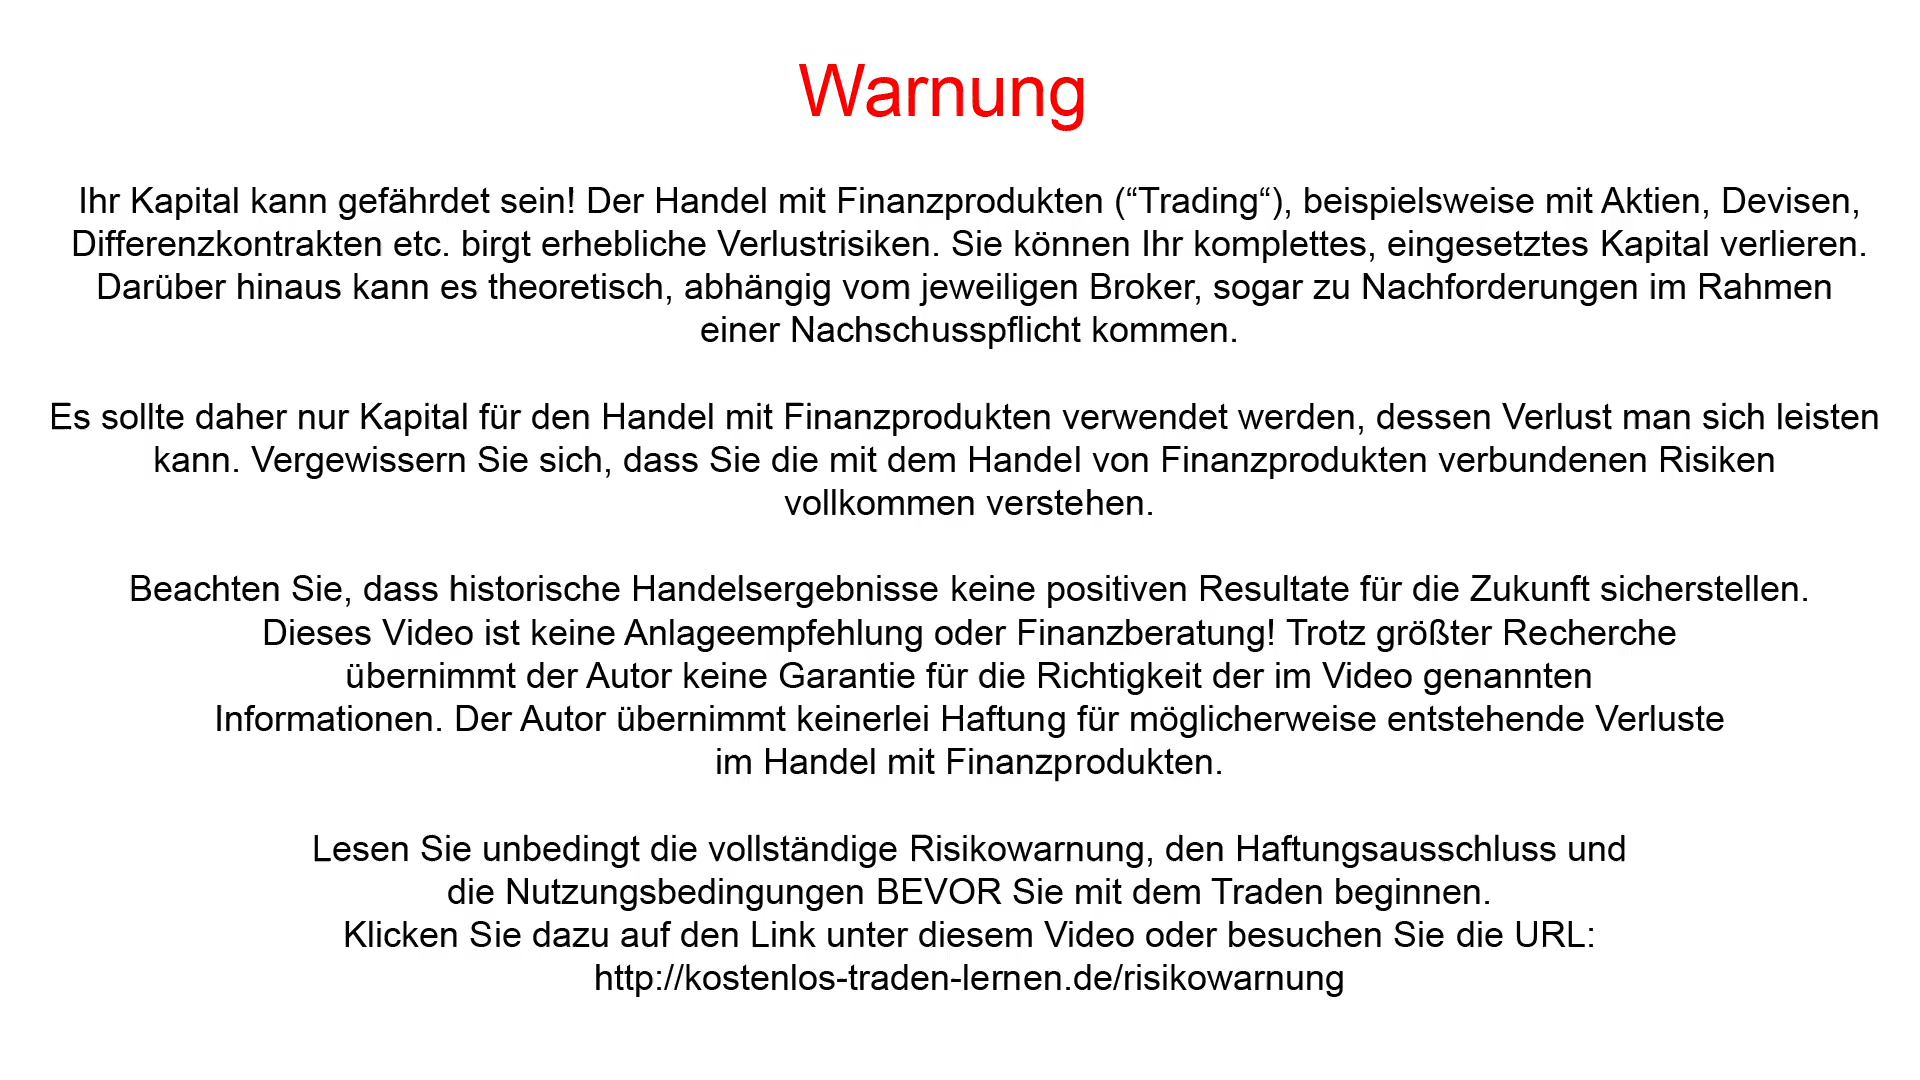 Warnung
Ihr Kapital kann gefährdet sein! Der Handel mit Finanzprodukten (“Trading“), beispielsweise mit Aktien, Devisen,
Differenzkontrakten etc. birgt erhebliche Verlustrisiken. Sie können Ihr komplettes, eingesetztes Kapital verlieren.
Darüber hinaus kann es theoretisch, abhängig vom jeweiligen Broker, sogar zu Nachforderungen im Rahmen
einer Nachschusspflicht kommen.
Es sollte daher nur Kapital für den Handel mit Finanzprodukten verwendet werden, dessen Verlust man sich leisten
kann. Vergewissern Sie sich, dass Sie die mit dem Handel von Finanzprodukten verbundenen Risiken
vollkommen verstehen.
Beachten Sie, dass historische Handelsergebnisse keine positiven Resultate für die Zukunft sicherstellen.
Dieses Video ist keine Anlageempfehlung oder Finanzberatung! Trotz größter Recherche
übernimmt der Autor keine Garantie für die Richtigkeit der im Video genannten
Informationen. Der Autor übernimmt keinerlei Haftung für möglicherweise entstehende Verluste
im Handel mit Finanzprodukten.
Lesen Sie unbedingt die vollständige Risikowarnung, den Haftungsausschluss und
die Nutzungsbedingungen BEVOR Sie mit dem Traden beginnen.
Klicken Sie dazu auf den Link unter diesem Video oder besuchen Sie die URL:
http://kostenlos-traden-lernen.de/risikowarnung